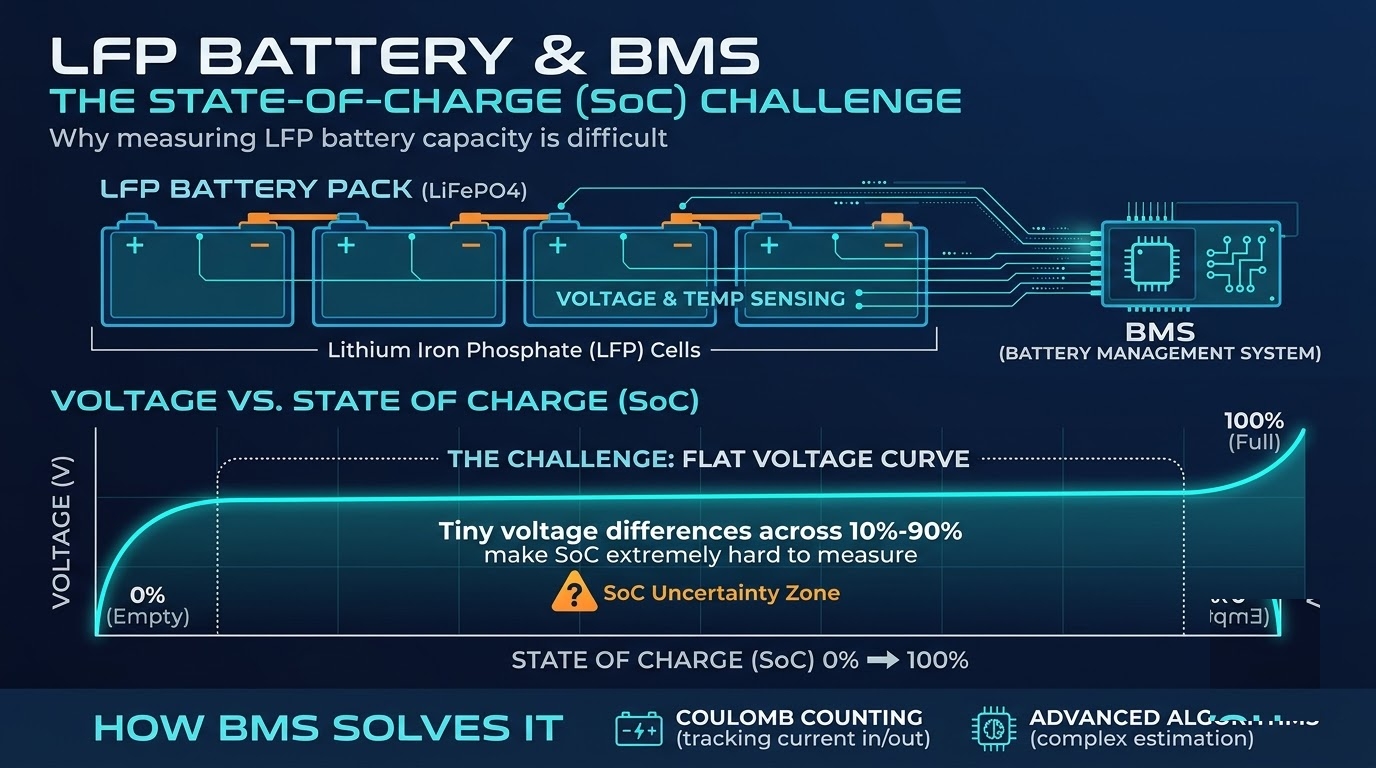 LFP BATTERY & BMS
THE STATE-OF-CHARGE (SoC) CHALLENGE
Why measuring LFP battery capacity is difficult
LFP BATTERY PACK (LiFePO4)
+ − + − + − + −
VOLTAGE & TEMP SENSING
Lithium Iron Phosphate (LFP) Cells
BMS
(BATTERY MANAGEMENT SYSTEM)
VOLTAGE VS. STATE OF CHARGE (SoC)
VOLTAGE (V)
100%
(Full)
THE CHALLENGE: FLAT VOLTAGE CURVE
Tiny voltage differences across 10%-90%
make SoC extremely hard to measure
? SoC Uncertainty Zone
0%
(Empty)
STATE OF CHARGE (SoC) 0% → 100%
HOW BMS SOLVES IT
COULOMB COUNTING
(tracking current in/out)
ADVANCED
(complex estimation)